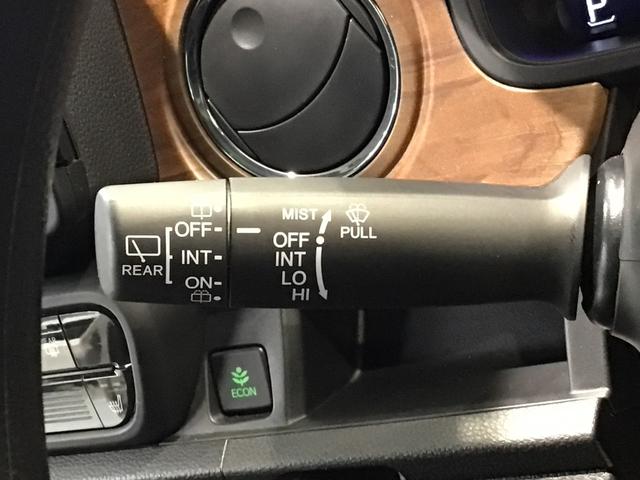 P
MIST
PULL
OFF
INT
LO
HI
OFF
INT
ON
REAR
ECON